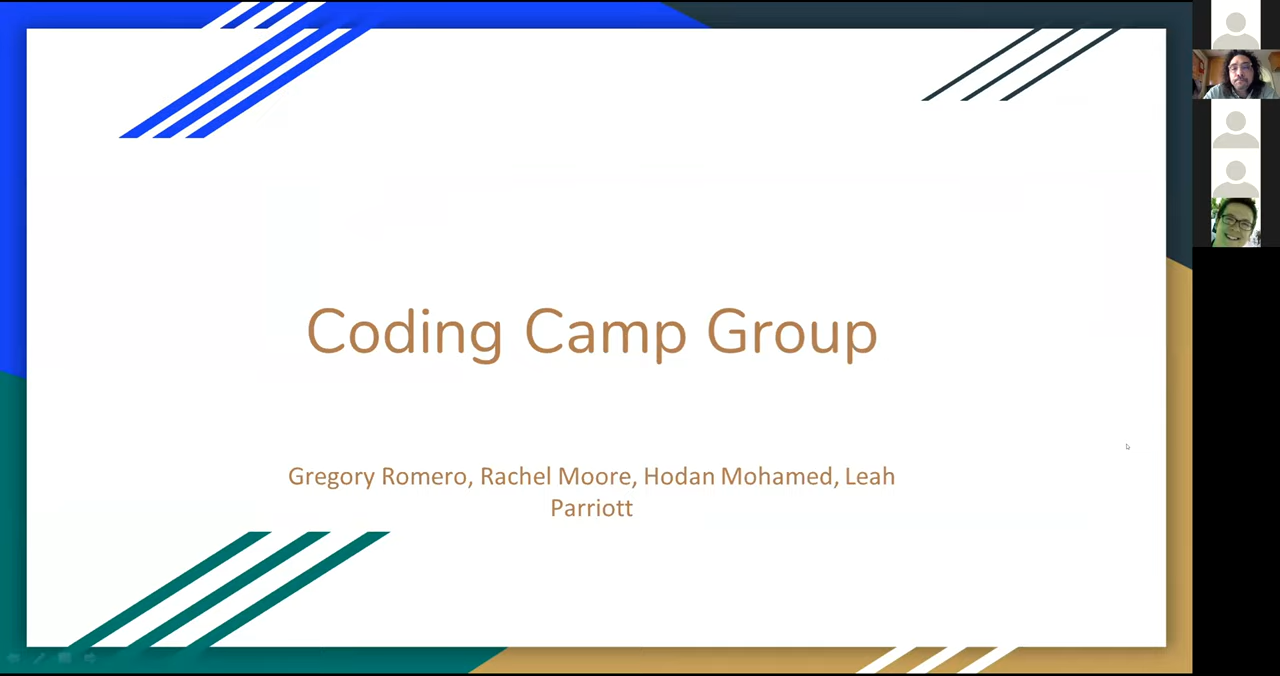 Coding Camp Group
Gregory Romero, Rachel Moore, Hodan Mohamed, Leah
Parriott